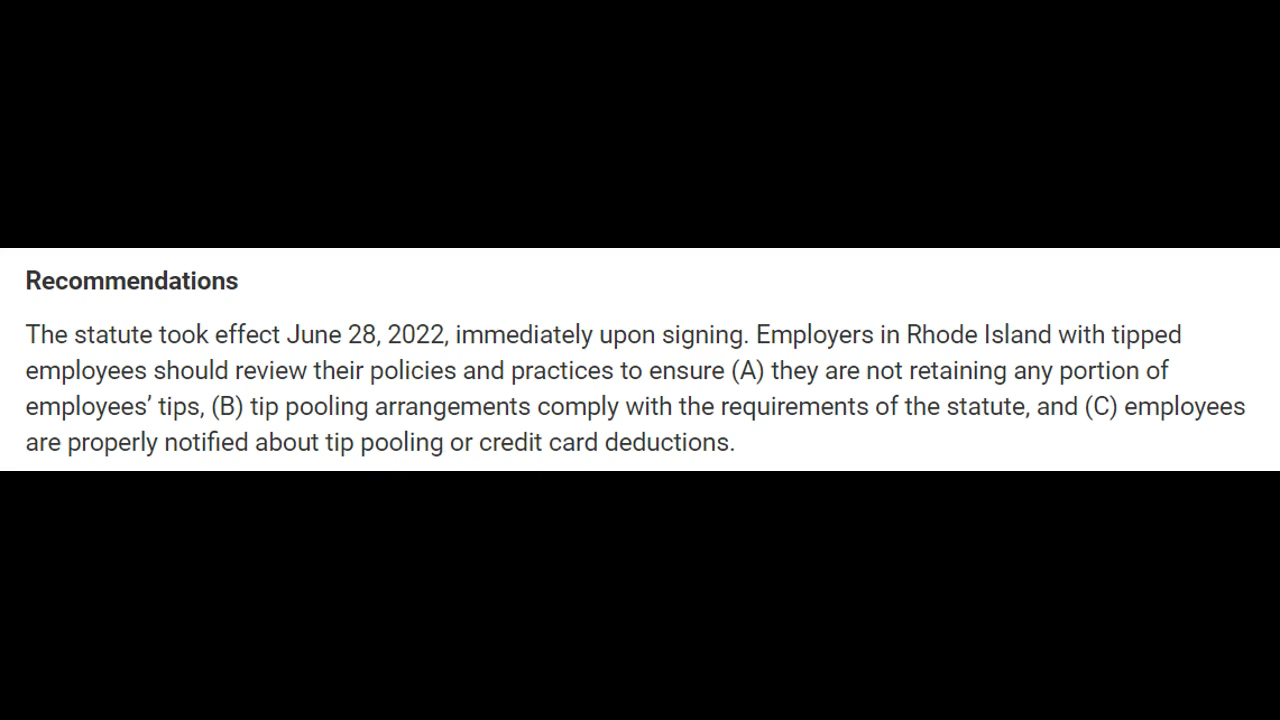 Recommendations
The statute took effect June 28, 2022, immediately upon signing. Employers in Rhode Island with tipped
employees should review their policies and practices to ensure (A) they are not retaining any portion of
employees’ tips, (B) tip pooling arrangements comply with the requirements of the statute, and (C) employees
are properly notified about tip pooling or credit card deductions.